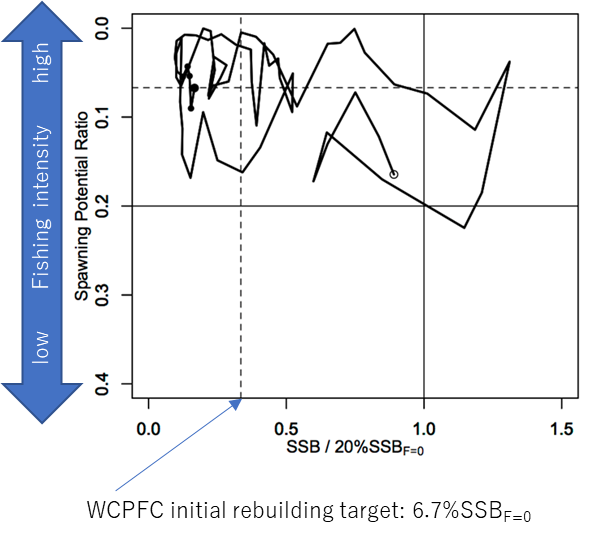 high
Fishing intensity
low
Spawning Potential Ratio
0.0
0.1
0.2
0.3
0.4
0.0 0.5 1.0 1.5
SSB / 20%SSBF=0
WCPFC initial rebuilding target: 6.7%SSBF=0